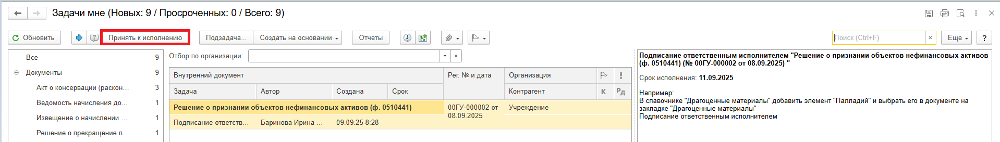 Задачи мне (Новых: 9 / Просроченных: 0 / Всего: 9)
Обновить
Принять к исполнению
Подзадача...
Создать на основании
Отчеты
Поиск (Ctrl+F)
×
Еще
?
Все 9
Документы 9
Акт о консервации (раскон... 3
Ведомость начисления до... 1
Извещение о начислении ... 1
Решение о прекращение п... 1
Отбор по организации:
×
Внутренний документ
Рег. № и дата
Организация
Задача
Автор
Создана
Срок
Контрагент
К
Рд
Решение о признании объектов нефинансовых активов (ф. 0510441)
00ГУ-000002 от
08.09.2025
Учреждение
Подписание ответств...
Баринова Ирина ...
09.09.25 8:28
Подписание ответственным исполнителем "Решение о признании объектов нефинансовых активов
(ф. 0510441) (№ 00ГУ-000002 от 08.09.2025) "
Срок исполнения: 11.09.2025
Например:
В спавочнике "Драгоценные материалы" добавить элемент "Палладий" и выбрать его в документе на
закладке "Драгоценные материалы"
Подписание ответственным исполнителем